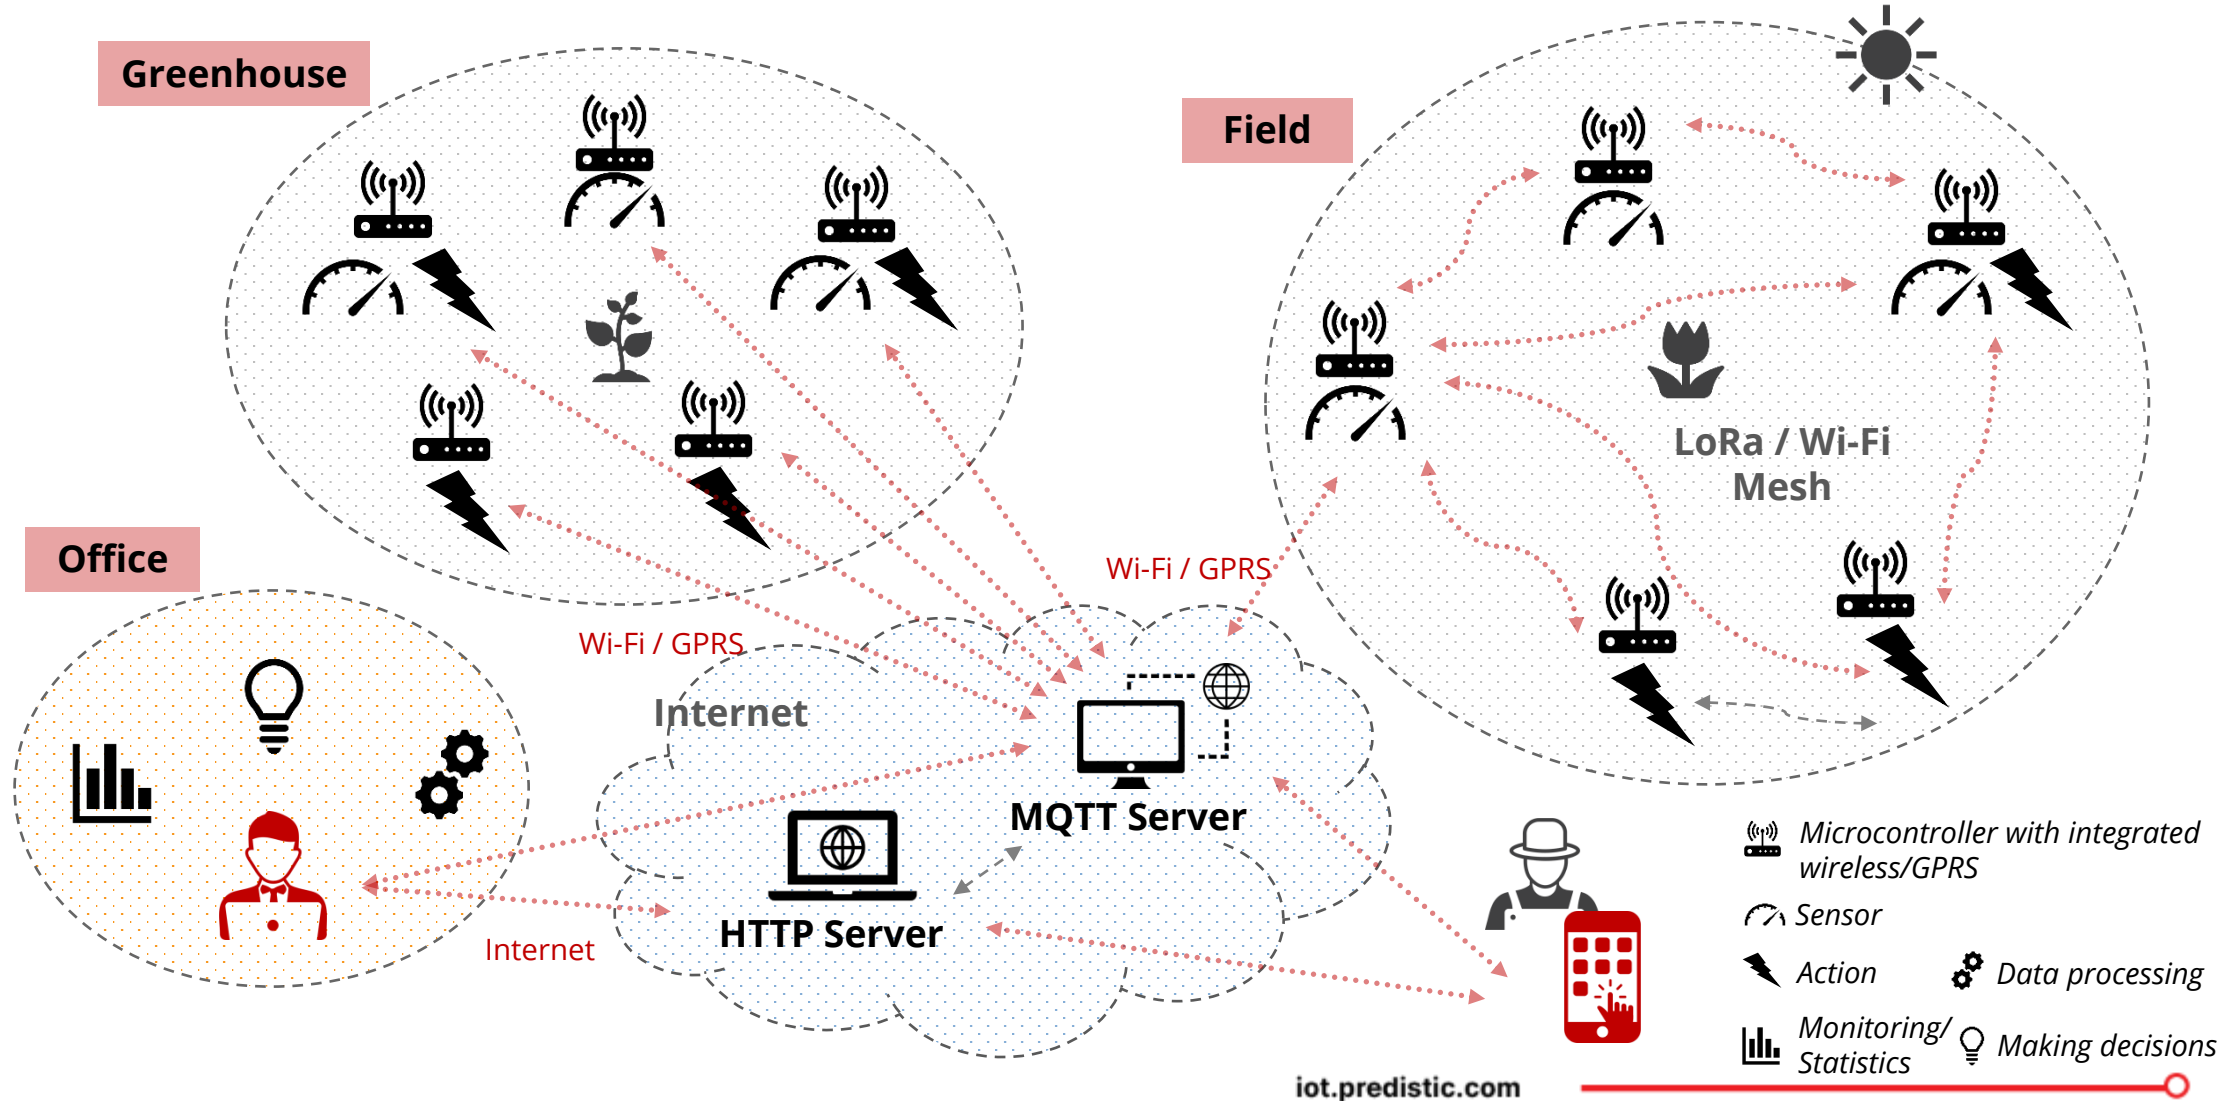 Greenhouse
Field
LoRa / Wi-Fi
Mesh
Office
Wi-Fi / GPRS
Wi-Fi / GPRS
Internet
MQTT Server
HTTP Server
Internet
Microcontroller with integrated
wireless/GPRS
Sensor
Action
Data processing
Monitoring/
Statistics
Making decisions
iot.predistic.com